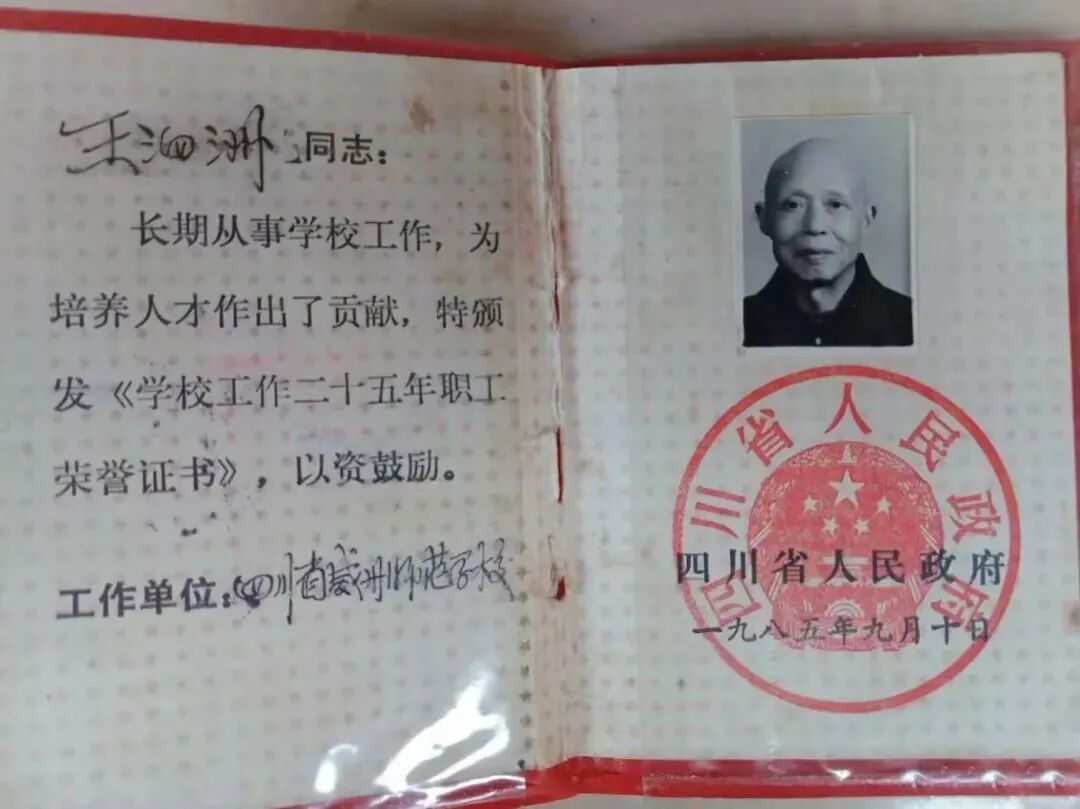 泗洲同志:
长期从事学校工作,为
培养人才作出了贡献,特颁
发《学校工作二十五年职工
荣誉证书》,以资鼓励。
工作单位:四川省威州师范学校
四川省人民政府
四川省人民政府
一九八五年九月十日